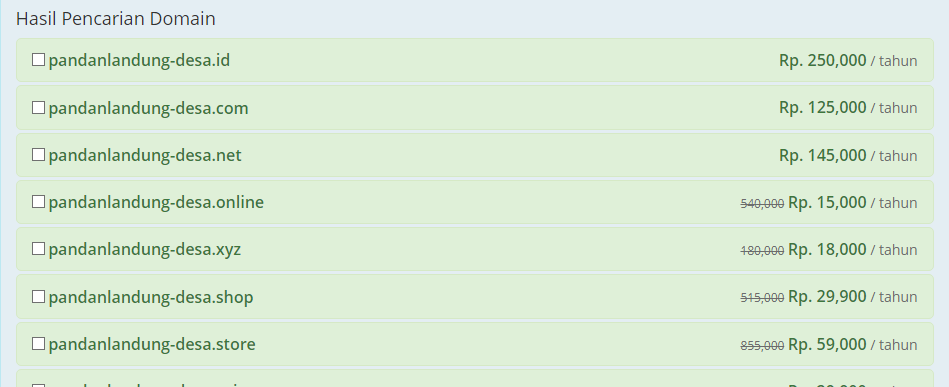 Hasil Pencarian Domain
pandanlandung-desa.id Rp. 250,000 / tahun
pandanlandung-desa.com Rp. 125,000 / tahun
pandanlandung-desa.net Rp. 145,000 / tahun
pandanlandung-desa.online 540,000 Rp. 15,000 / tahun
pandanlandung-desa.xyz 180,000 Rp. 18,000 / tahun
pandanlandung-desa.shop 515,000 Rp. 29,900 / tahun
pandanlandung-desa.store 855,000 Rp. 59,000 / tahun